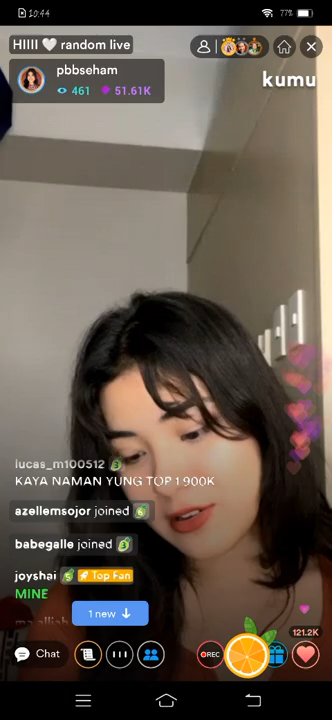 10:44
77%
HIIII 🤍 random live
pbbseham
461 51.61K
kumu
lucas_m100512
KAYA NAMAN YUNG TOP 1 900K
azellemsojor joined
babegalle joined
joyshai Top Fan
MINE
1 new ↓
Chat
REC
121.2K